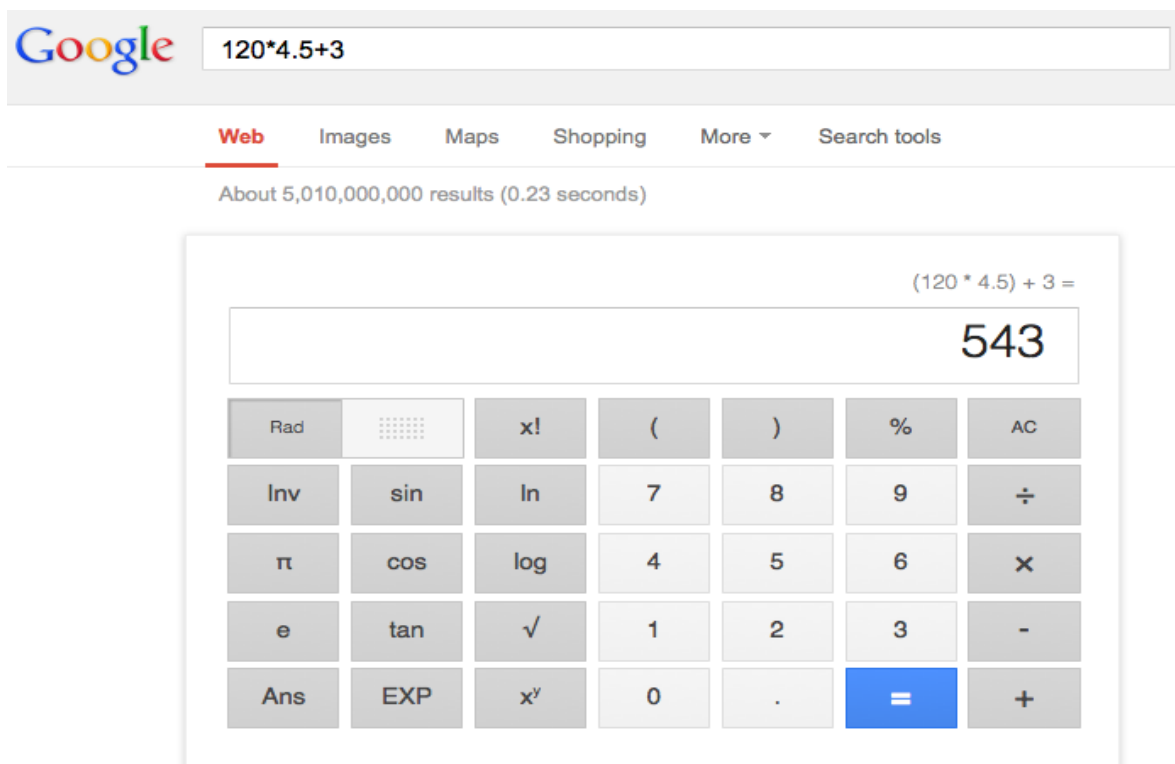 Google 120*4.5+3
Web Images Maps Shopping More Search tools
About 5,010,000,000 results (0.23 seconds)
(120 * 4.5) + 3 =
543
Rad x! ( ) % AC
Inv sin ln 7 8 9 ÷
π cos log 4 5 6 ×
e tan √ 1 2 3 -
Ans EXP xʸ 0 . = +